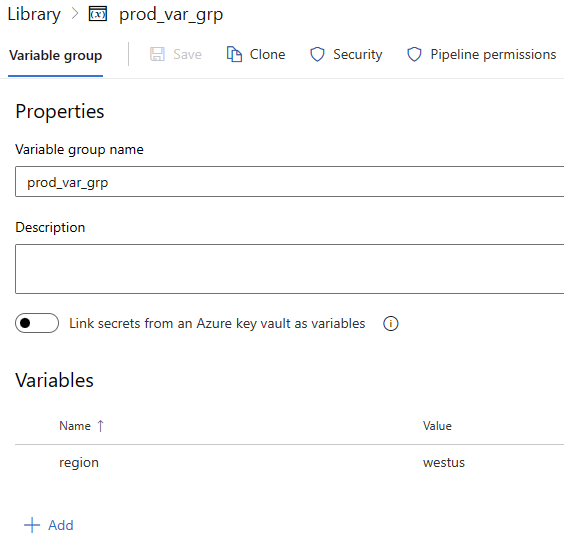 Library > (x) prod_var_grp
Variable group Save Clone Security Pipeline permissions
Properties
Variable group name
prod_var_grp
Description
Link secrets from an Azure key vault as variables i
Variables
Name ↑ Value
region westus
+ Add